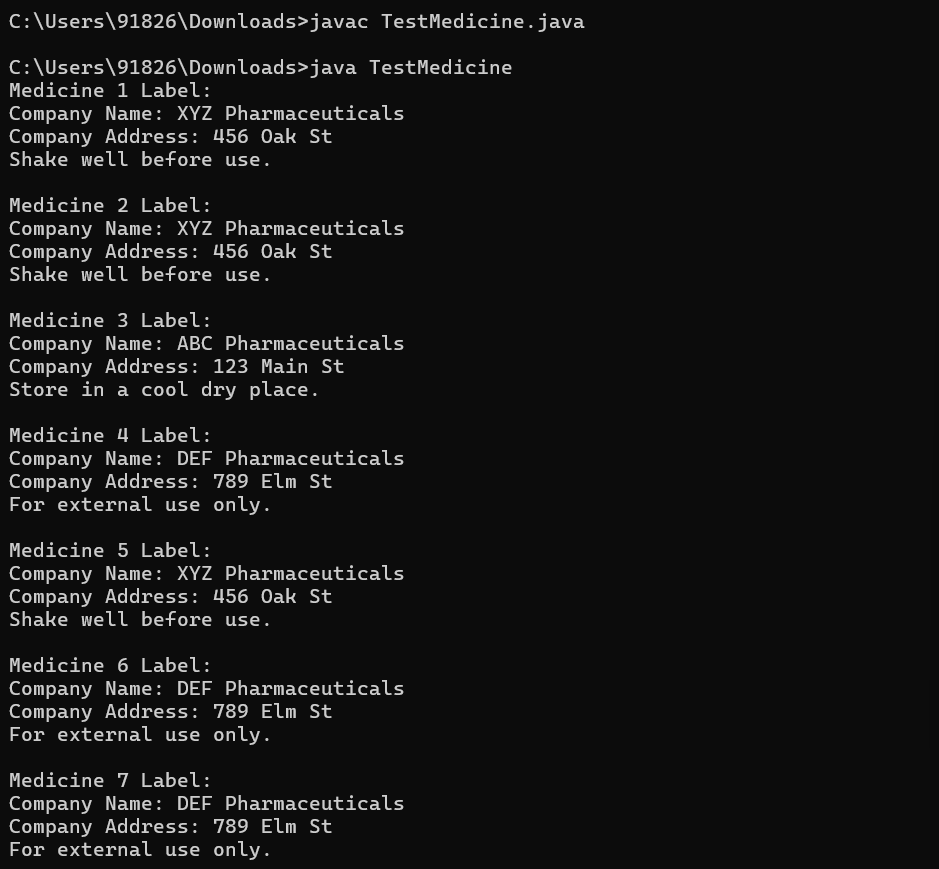 C:\Users\91826\Downloads>javac TestMedicine.java
C:\Users\91826\Downloads>java TestMedicine
Medicine 1 Label:
Company Name: XYZ Pharmaceuticals
Company Address: 456 Oak St
Shake well before use.
Medicine 2 Label:
Company Name: XYZ Pharmaceuticals
Company Address: 456 Oak St
Shake well before use.
Medicine 3 Label:
Company Name: ABC Pharmaceuticals
Company Address: 123 Main St
Store in a cool dry place.
Medicine 4 Label:
Company Name: DEF Pharmaceuticals
Company Address: 789 Elm St
For external use only.
Medicine 5 Label:
Company Name: XYZ Pharmaceuticals
Company Address: 456 Oak St
Shake well before use.
Medicine 6 Label:
Company Name: DEF Pharmaceuticals
Company Address: 789 Elm St
For external use only.
Medicine 7 Label:
Company Name: DEF Pharmaceuticals
Company Address: 789 Elm St
For external use only.